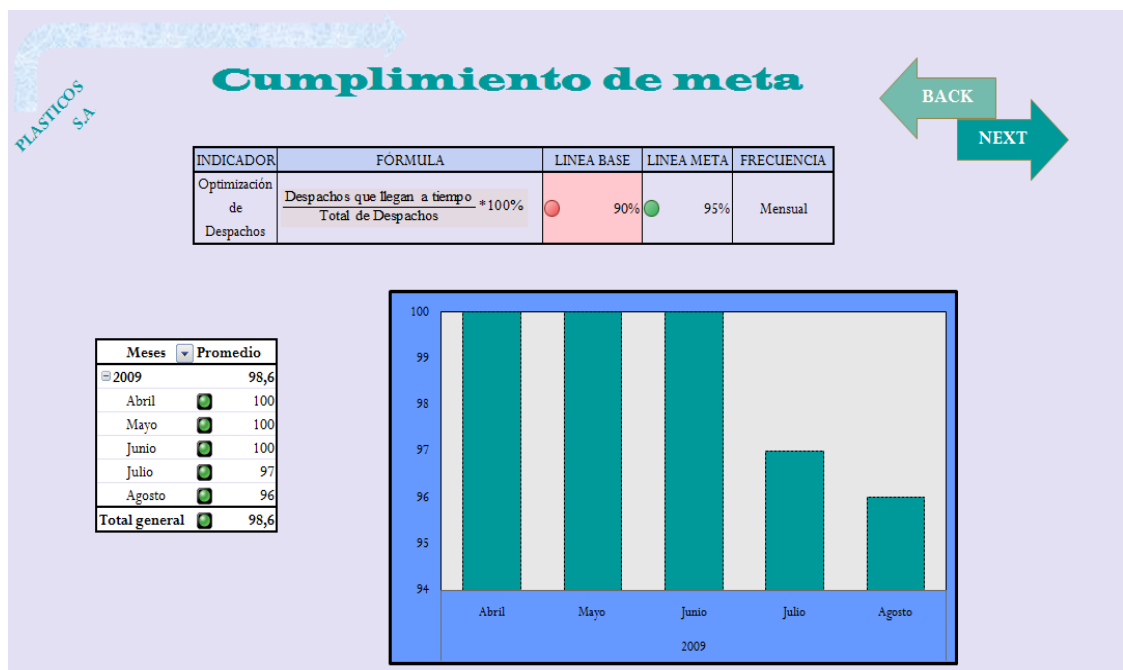 PLASTICOS
S.A
Cumplimiento de meta
BACK
NEXT
INDICADOR FÓRMULA LINEA BASE LINEA META FRECUENCIA
Optimización
de
Despachos
Despachos que llegan a tiempo
Total de Despachos
*100%
90% 95% Mensual
Meses Promedio
2009 98,6
Abril 100
Mayo 100
Junio 100
Julio 97
Agosto 96
Total general 98,6
100
99
98
97
96
95
94
Abril Mayo Junio Julio Agosto
2009